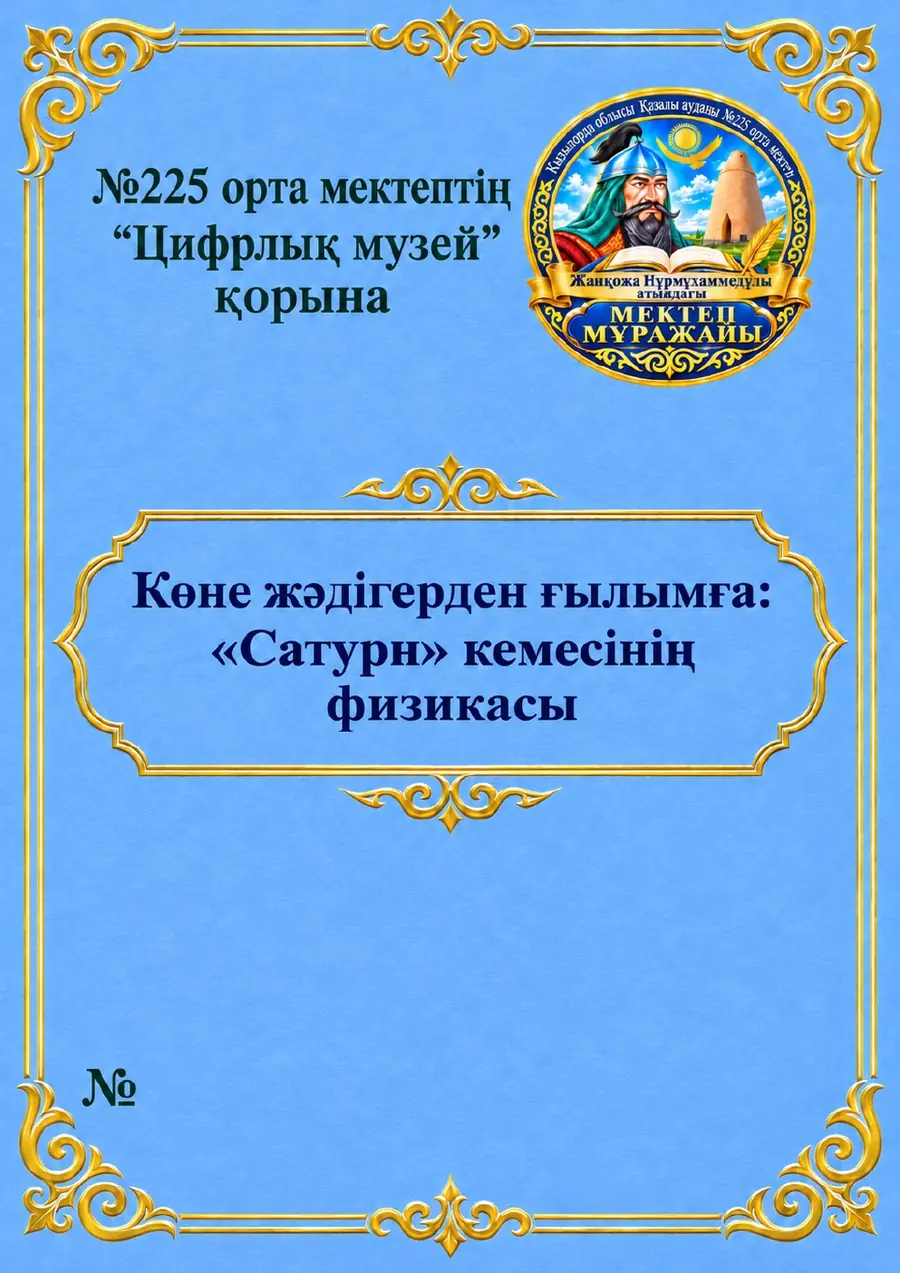 №225 орта мектептің
“Цифрлық музей”
қорына
Қызылорда облысы Қазалы ауданы №225 орта мектеп
Жанқожа Нұрмұхаммедұлы
атындағы
МЕКТЕП
МҰРАЖАЙЫ
Көне жәдігерден ғылымға:
«Сатурн» кемесінің
физикасы
№